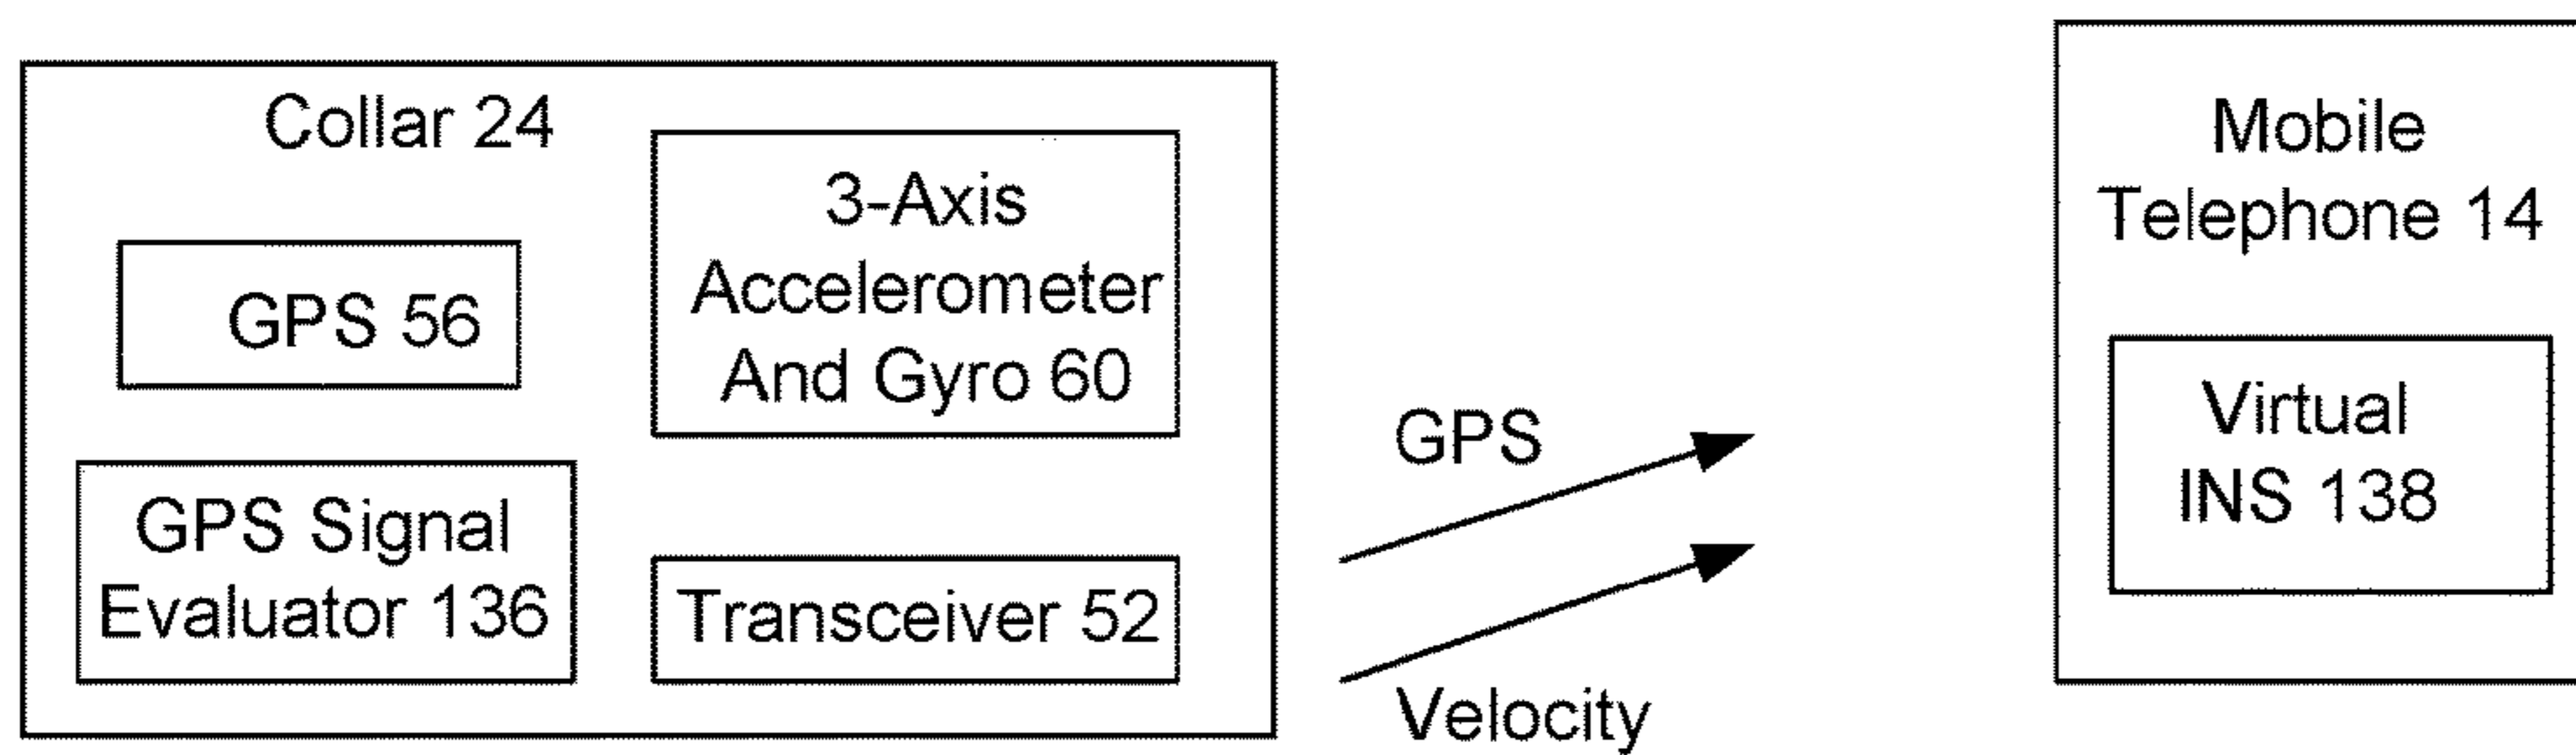 Collar 24
GPS 56
3-Axis
Accelerometer
And Gyro 60
GPS Signal
Evaluator 136
Transceiver 52
GPS
Velocity
Mobile
Telephone 14
Virtual
INS 138